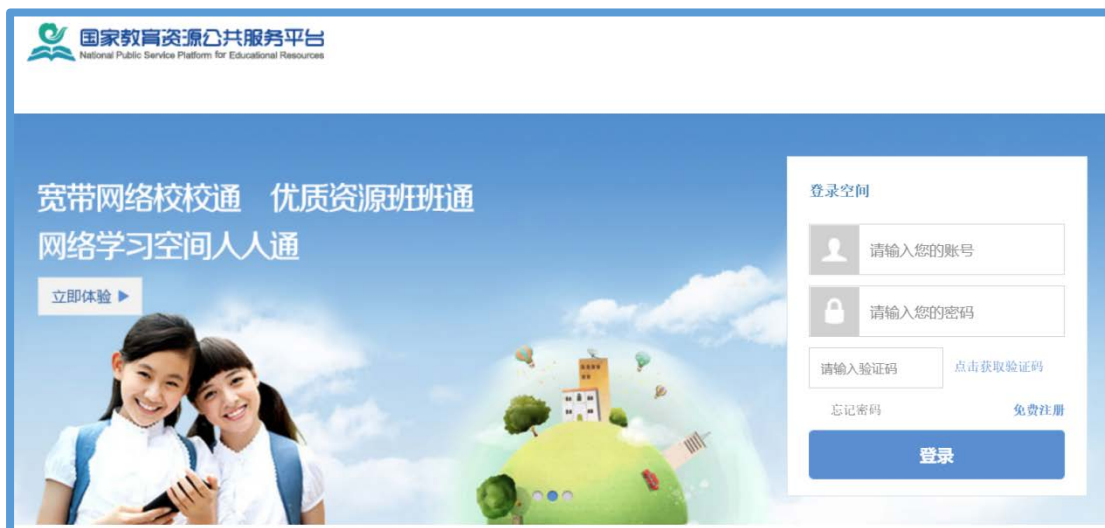 国家教育资源公共服务平台
National Public Service Platform for Educational Resources
宽带网络校校通 优质资源班班通
网络学习空间人人通
立即体验
登录空间
请输入您的账号
请输入您的密码
请输入验证码 点击获取验证码
忘记密码 免费注册
登录